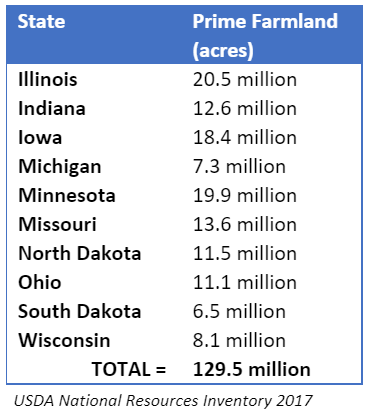 State Prime Farmland
(acres)
Illinois 20.5 million
Indiana 12.6 million
Iowa 18.4 million
Michigan 7.3 million
Minnesota 19.9 million
Missouri 13.6 million
North Dakota 11.5 million
Ohio 11.1 million
South Dakota 6.5 million
Wisconsin 8.1 million
TOTAL = 129.5 million
USDA National Resources Inventory 2017